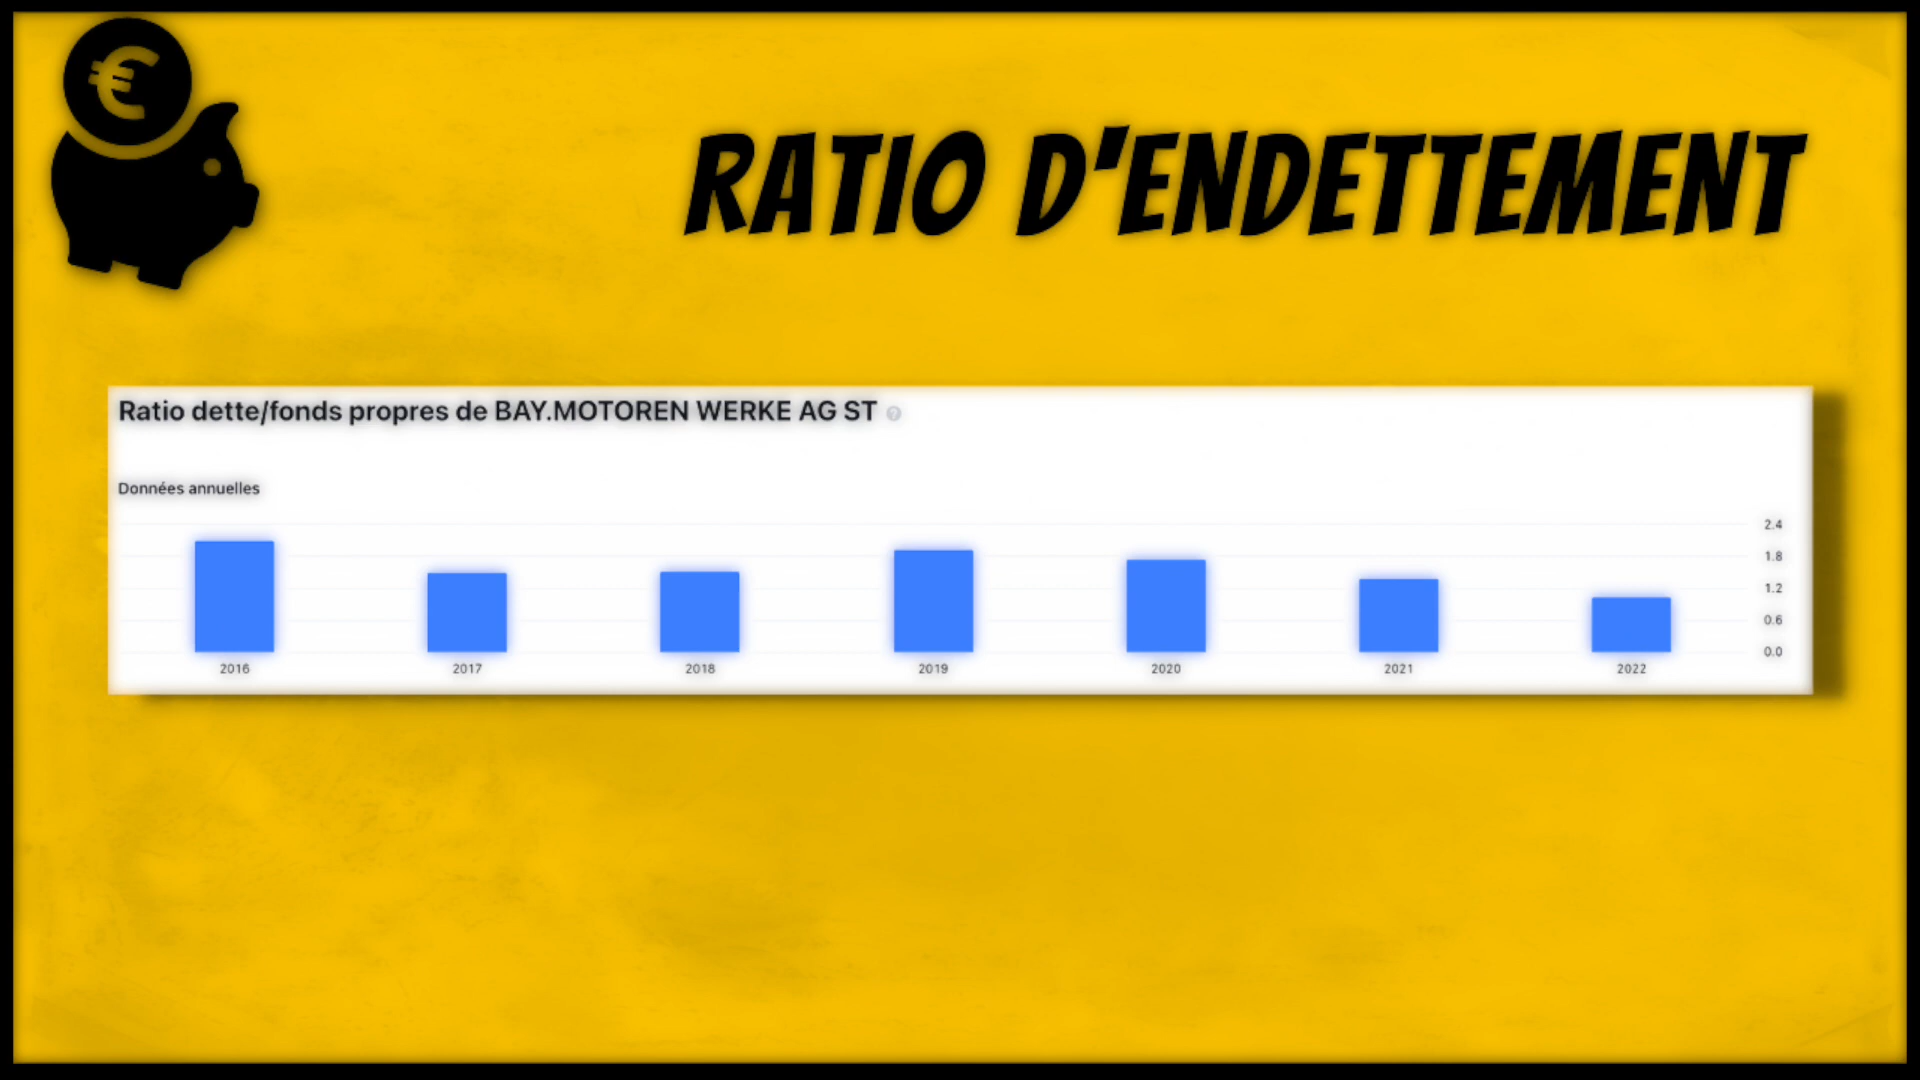 €
RATIO D'ENDETTEMENT
Ratio dette/fonds propres de BAY.MOTOREN WERKE AG ST ?
Données annuelles
2.4
1.8
1.2
0.6
0.0
2016 2017 2018 2019 2020 2021 2022